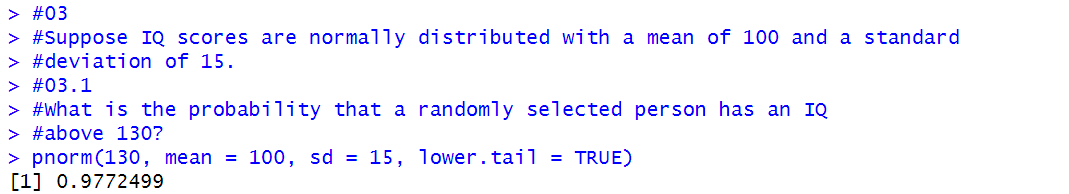 > #03
> #Suppose IQ scores are normally distributed with a mean of 100 and a standard
> #deviation of 15.
> #03.1
> #What is the probability that a randomly selected person has an IQ
> #above 130?
> pnorm(130, mean = 100, sd = 15, lower.tail = TRUE)
[1] 0.9772499